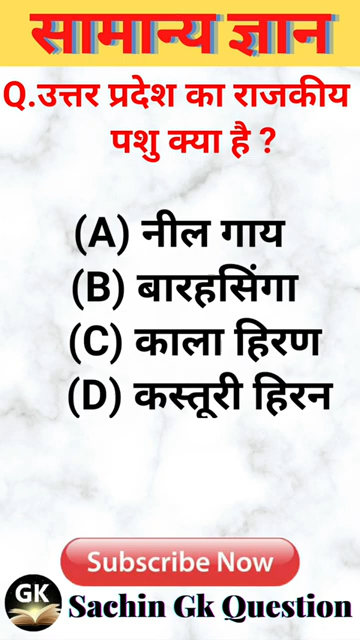 सामान्य ज्ञान
Q.उत्तर प्रदेश का राजकीय
पशु क्या है ?
(A) नील गाय
(B) बारहसिंगा
(C) काला हिरण
(D) कस्तूरी हिरन
Subscribe Now
GK
Sachin Gk Question